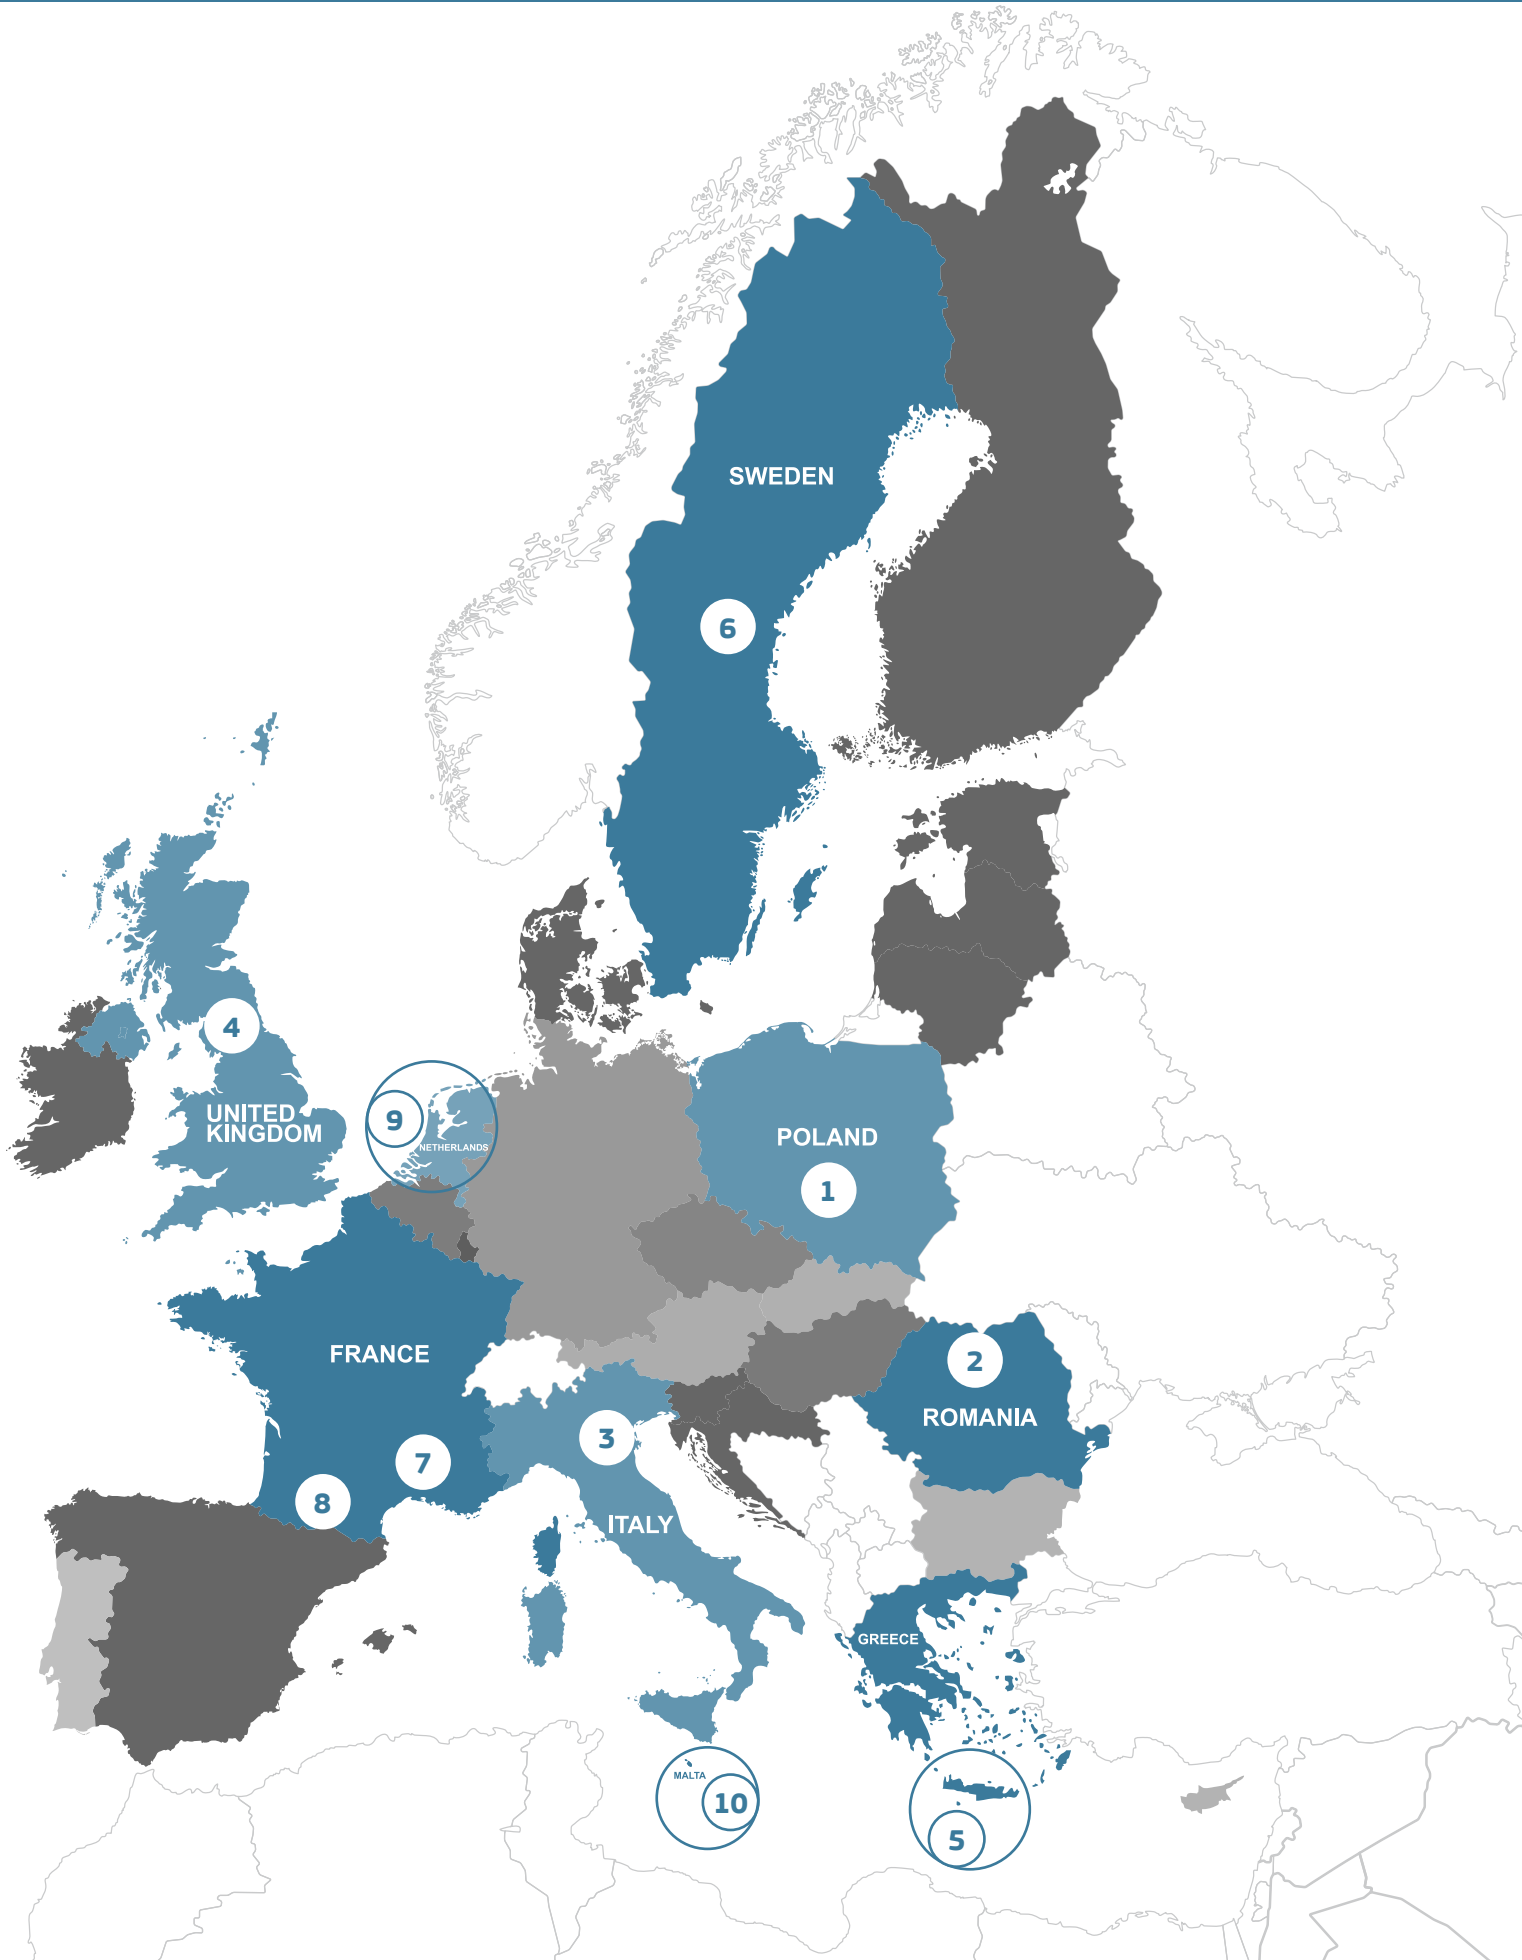 SWEDEN
6
4
UNITED
KINGDOM
9
NETHERLANDS
POLAND
1
FRANCE
2
ROMANIA
3
7
8
ITALY
GREECE
MALTA
10
5